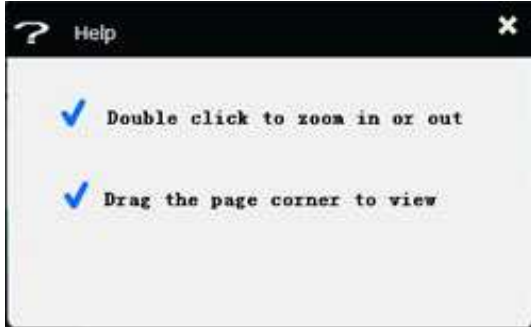 Help
Double click to zoom in or out
Drag the page corner to view